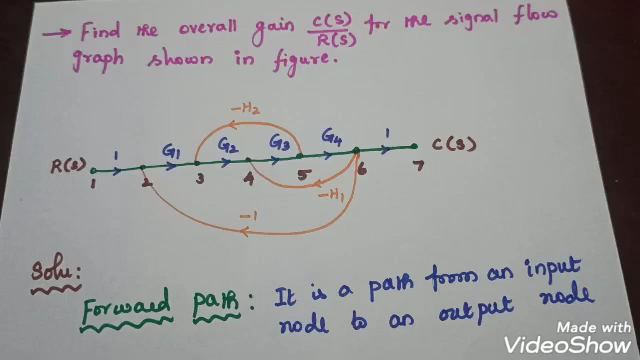 → Find the overall gain C(S)/R(S) for the signal flow
graph shown in figure.
-H2
R(s) 1 G1 G2 G3 G4 1 C(s)
1 2 3 4 5 6 7
-H1
-1
Solu:
Forward path: It is a path from an input
node to an output node
Made with
VideoShow